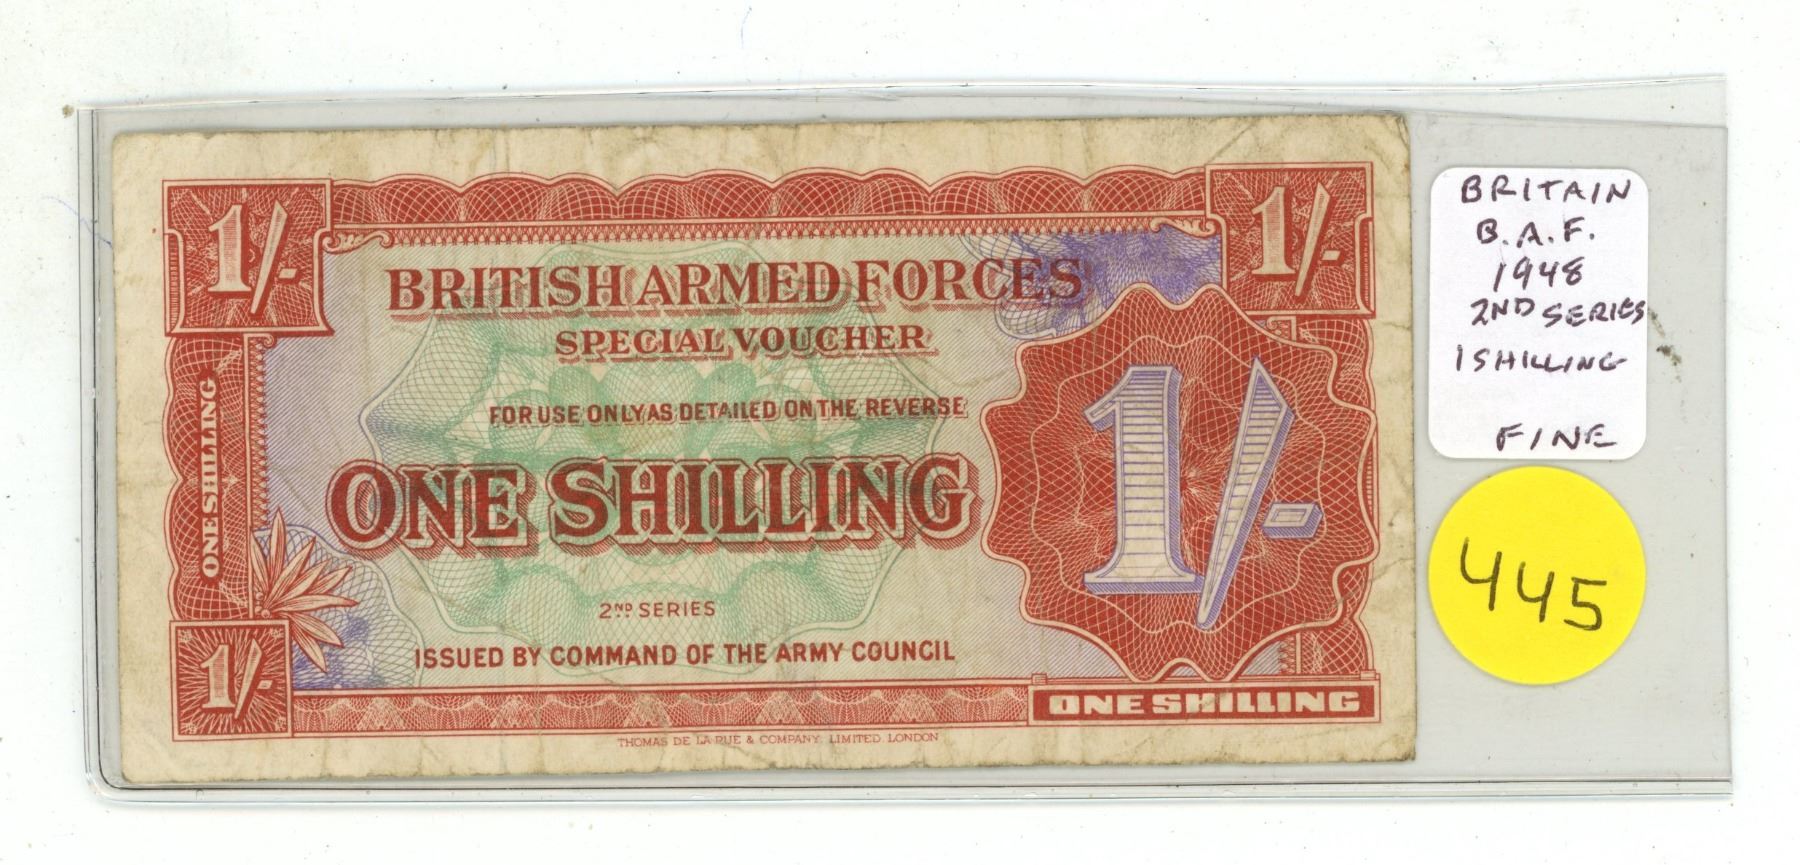 1/-
1/-
BRITISH ARMED FORCES
SPECIAL VOUCHER
FOR USE ONLY AS DETAILED ON THE REVERSE
ONE SHILLING
1/-
ONE SHILLING
2ND SERIES
ISSUED BY COMMAND OF THE ARMY COUNCIL
1/-
ONE SHILLING
THOMAS DE LA RUE & COMPANY, LIMITED, LONDON
BRITAIN
B.A.F.
1948
2ND SERIES
1 SHILLING
FINE
445